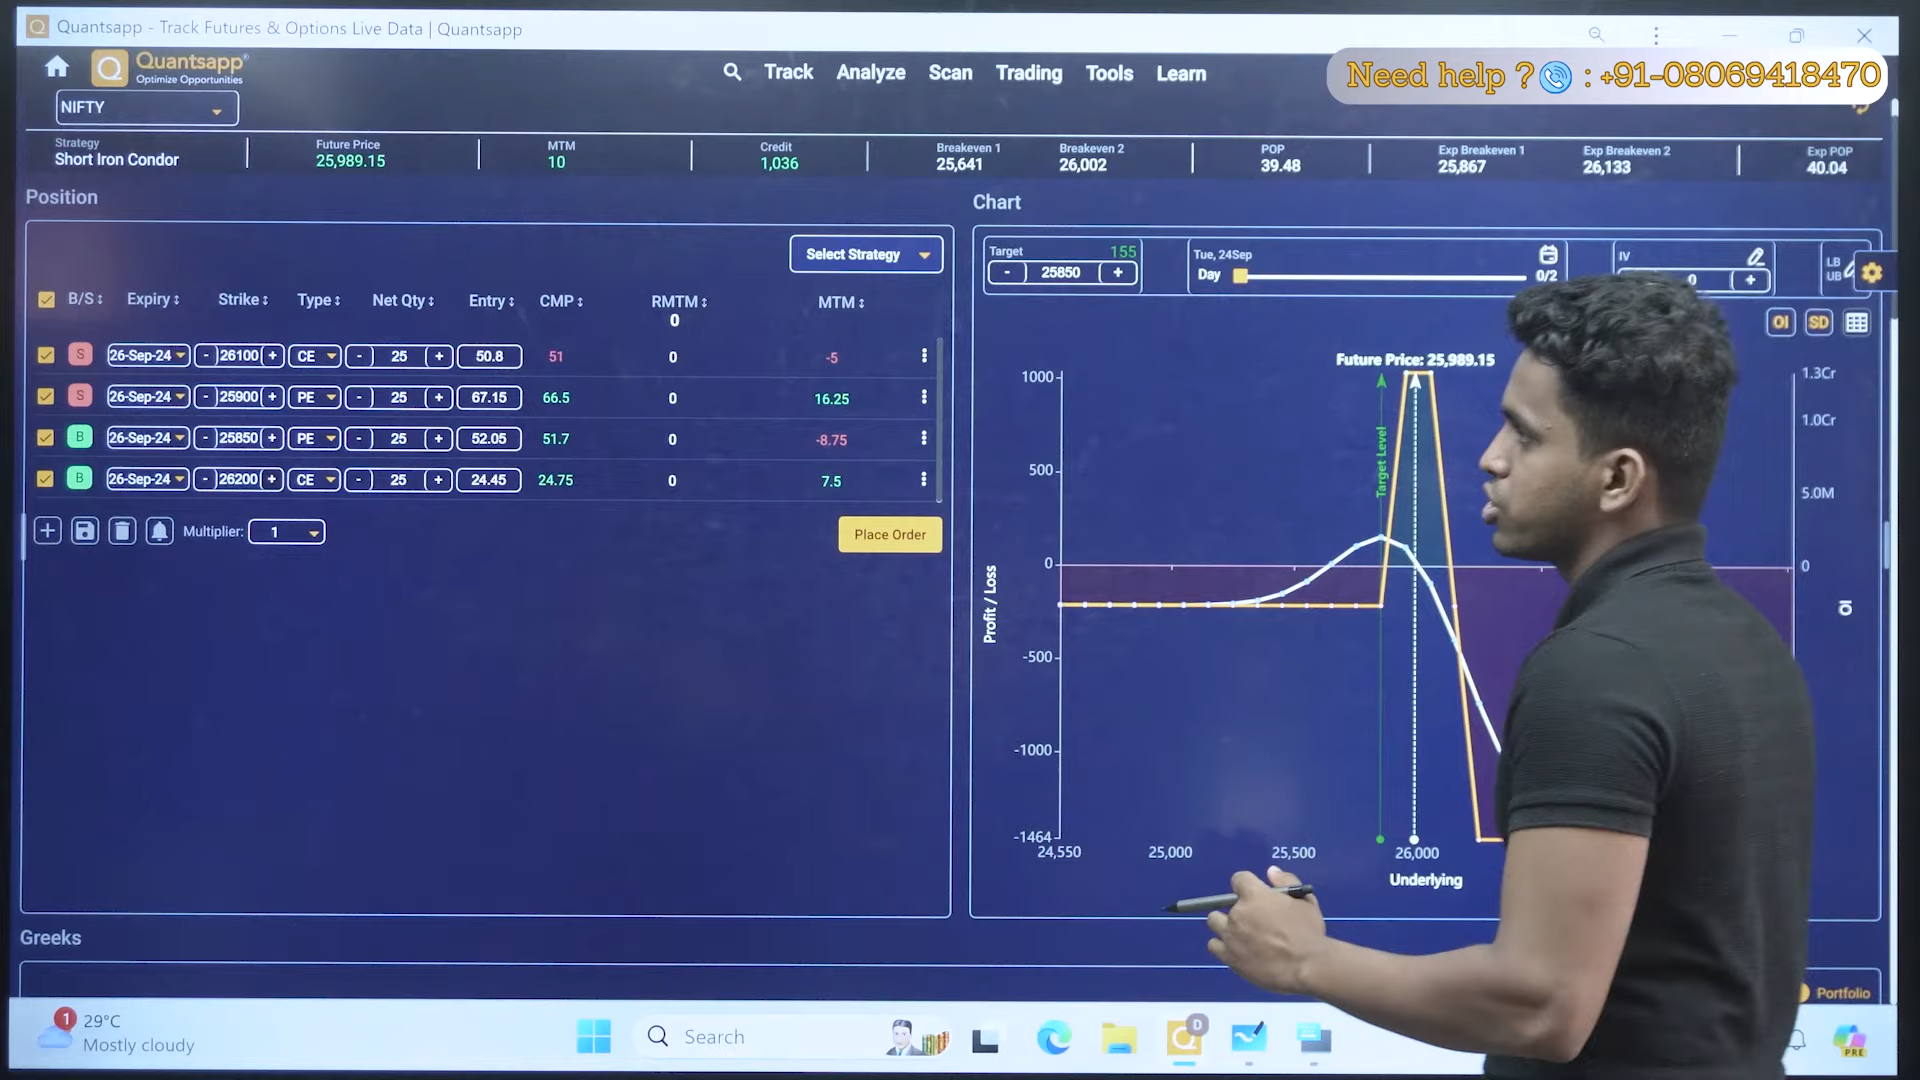 Quantsapp - Track Futures & Options Live Data | Quantsapp
Quantsapp®
Optimize Opportunities
Track Analyze Scan Trading Tools Learn
Need help ? : +91-08069418470
NIFTY
Strategy Future Price MTM Credit Breakeven 1 Breakeven 2 POP Exp Breakeven 1 Exp Breakeven 2 Exp POP
Short Iron Condor 25,989.15 10 1,036 25,641 26,002 39.48 25,867 26,133 40.04
Position
Select Strategy
B/S Expiry Strike Type Net Qty Entry CMP RMTM MTM
0
S 26-Sep-24 - 26100 + CE - 25 + 50.8 51 0 -5
S 26-Sep-24 - 25900 + PE - 25 + 67.15 66.5 0 16.25
B 26-Sep-24 - 25850 + PE - 25 + 52.05 51.7 0 -8.75
B 26-Sep-24 - 26200 + CE - 25 + 24.45 24.75 0 7.5
+ Multiplier: 1
Place Order
Chart
Target 155
- 25850 +
Tue, 24Sep
Day 0/2
IV
0 +
LB
UB
OI SD
Future Price: 25,989.15
Target Level
1000
500
0
-500
-1000
-1464
Profit / Loss
24,550 25,000 25,500 26,000
Underlying
1.3Cr
1.0Cr
5.0M
0
OI
Greeks
Portfolio
1
29°C
Mostly cloudy
Search
D
PRE